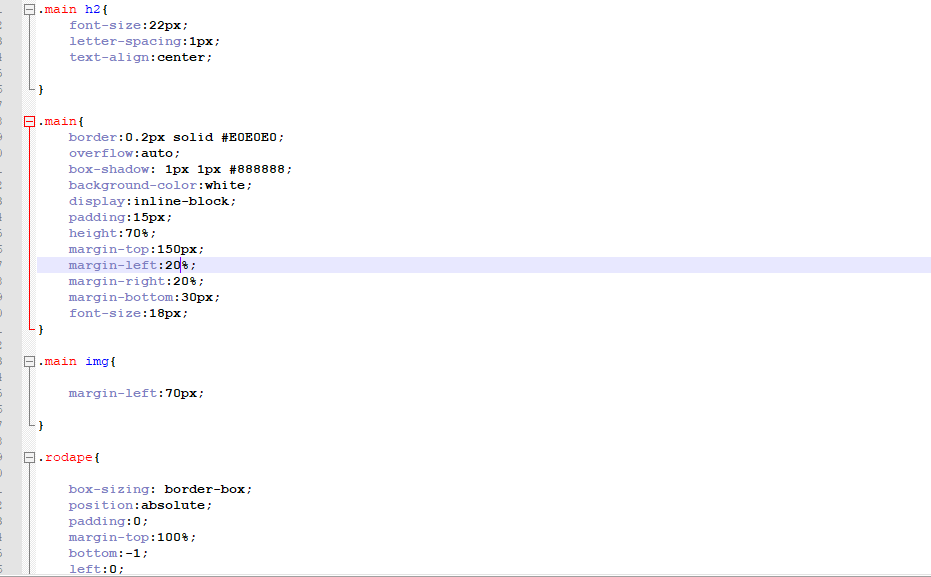 .main h2{
font-size:22px;
letter-spacing:1px;
text-align:center;
}
.main{
border:0.2px solid #E0E0E0;
overflow:auto;
box-shadow: 1px 1px #888888;
background-color:white;
display:inline-block;
padding:15px;
height:70%;
margin-top:150px;
margin-left:20%;
margin-right:20%;
margin-bottom:30px;
font-size:18px;
}
.main img{
margin-left:70px;
}
.rodape{
box-sizing: border-box;
position:absolute;
padding:0;
margin-top:100%;
bottom:-1;
left:0;